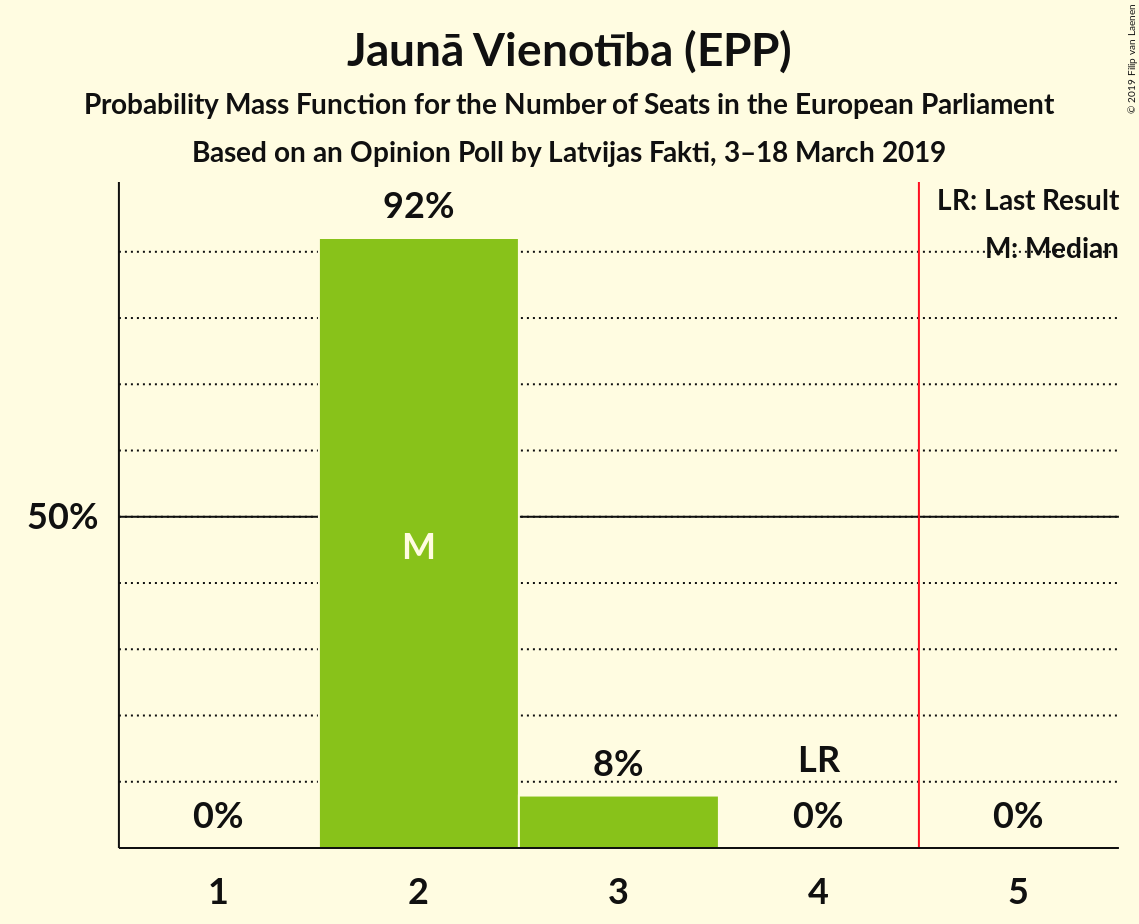 Jaunā Vienotība (EPP)
Probability Mass Function for the Number of Seats in the European Parliament
Based on an Opinion Poll by Latvijas Fakti, 3–18 March 2019
© 2019 Filip van Laenen
LR: Last Result
M: Median
92%
50%
M
8%
LR
0%
0%
0%
1
2
3
4
5